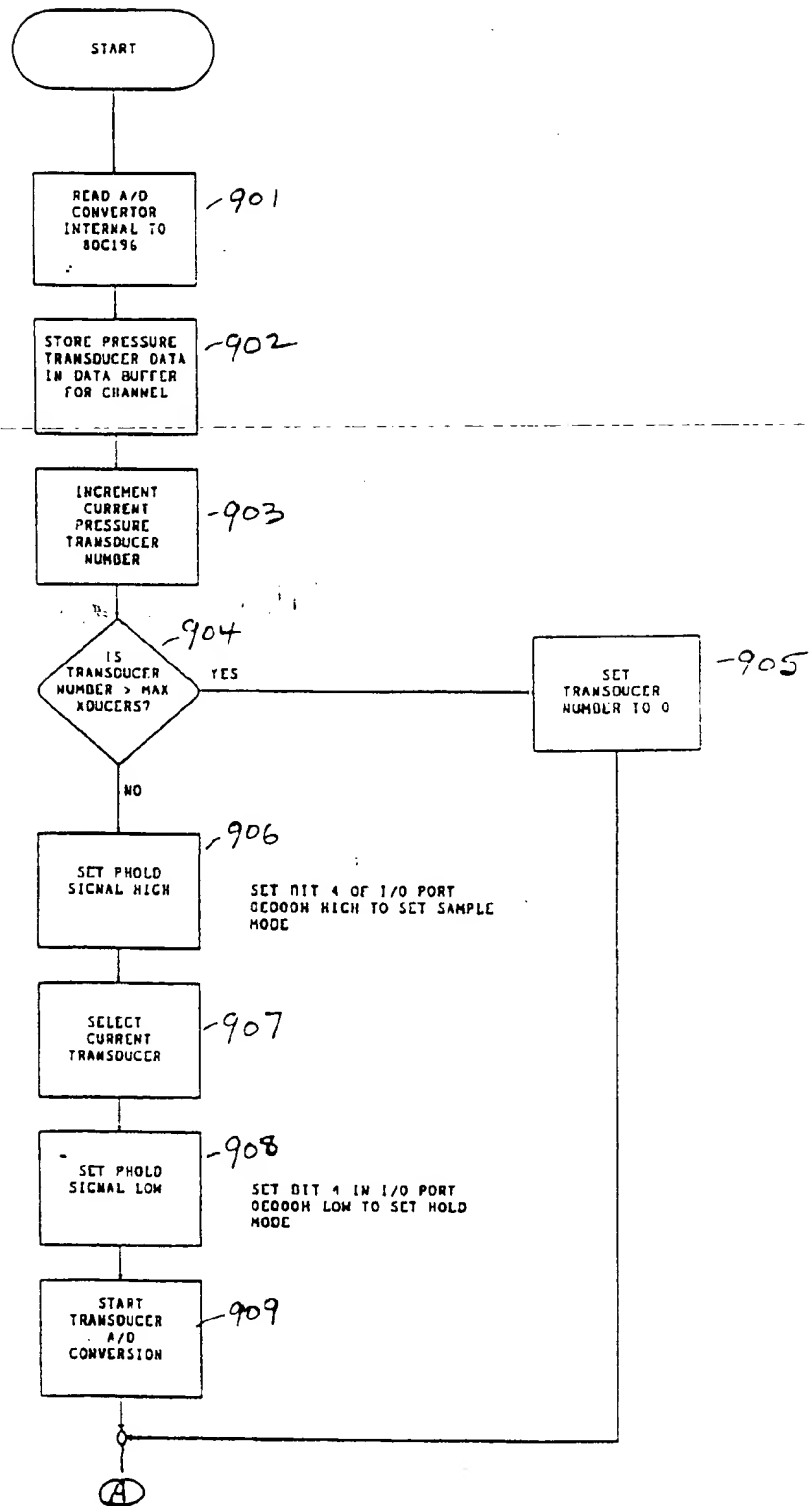 START
READ A/D
CONVERTOR
INTERNAL TO
80C196
901
STORE PRESSURE
TRANSDUCER DATA
IN DATA BUFFER
FOR CHANNEL
902
INCREMENT
CURRENT
PRESSURE
TRANSDUCER
NUMBER
903
IS
TRANSDUCER
NUMBER > MAX
XDUCERS?
904
YES
SET
TRANSDUCER
NUMBER TO 0
905
NO
SET PHOLD
SIGNAL HIGH
906
SET BIT 4 OF I/O PORT
0E000H HIGH TO SET SAMPLE
MODE
SELECT
CURRENT
TRANSDUCER
907
SET PHOLD
SIGNAL LOW
908
SET BIT 4 IN I/O PORT
0E000H LOW TO SET HOLD
MODE
START
TRANSDUCER
A/D
CONVERSION
909
A